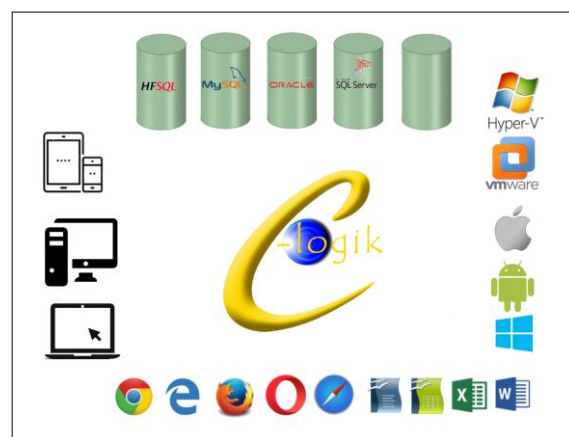 HFSQL
MySQL
ORACLE
SQL Server
Hyper-V
vmware
C-logik